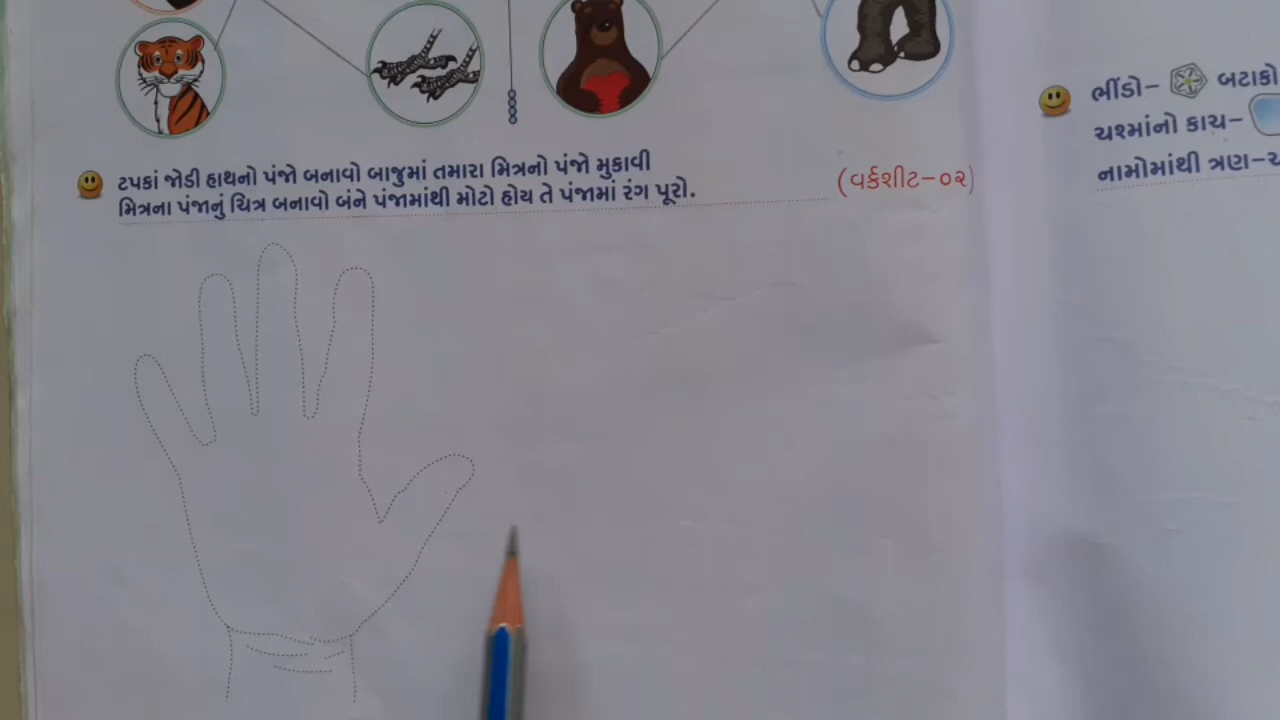 ટપકાં જોડી હાથનો પંજો બનાવો બાજુમાં તમારા મિત્રનો પંજો મુકાવી
મિત્રના પંજાનું ચિત્ર બનાવો બંને પંજામાંથી મોટો હોય તે પંજામાં રંગ પૂરો.
(વર્કશીટ-૦૨)
ભીંડો- બટાકો
ચશ્માંનો કાચ-
નામોમાંથી ત્રણ-